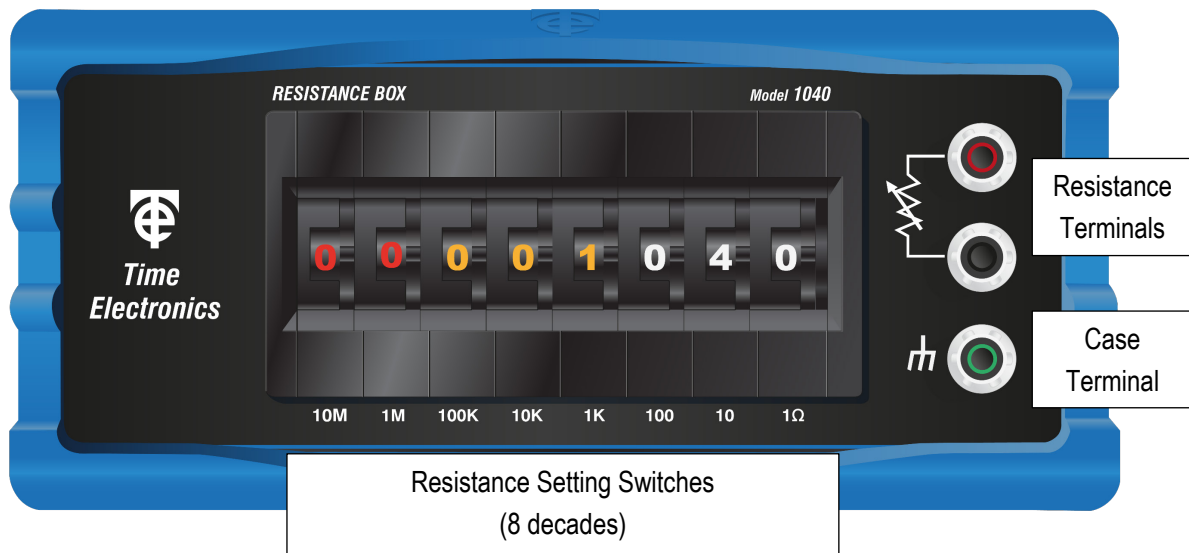 RESISTANCE BOX
Model 1040
Time
Electronics
0 0 0 0 1 0 4 0
10M 1M 100K 10K 1K 100 10 1Ω
Resistance
Terminals
Case
Terminal
Resistance Setting Switches
(8 decades)